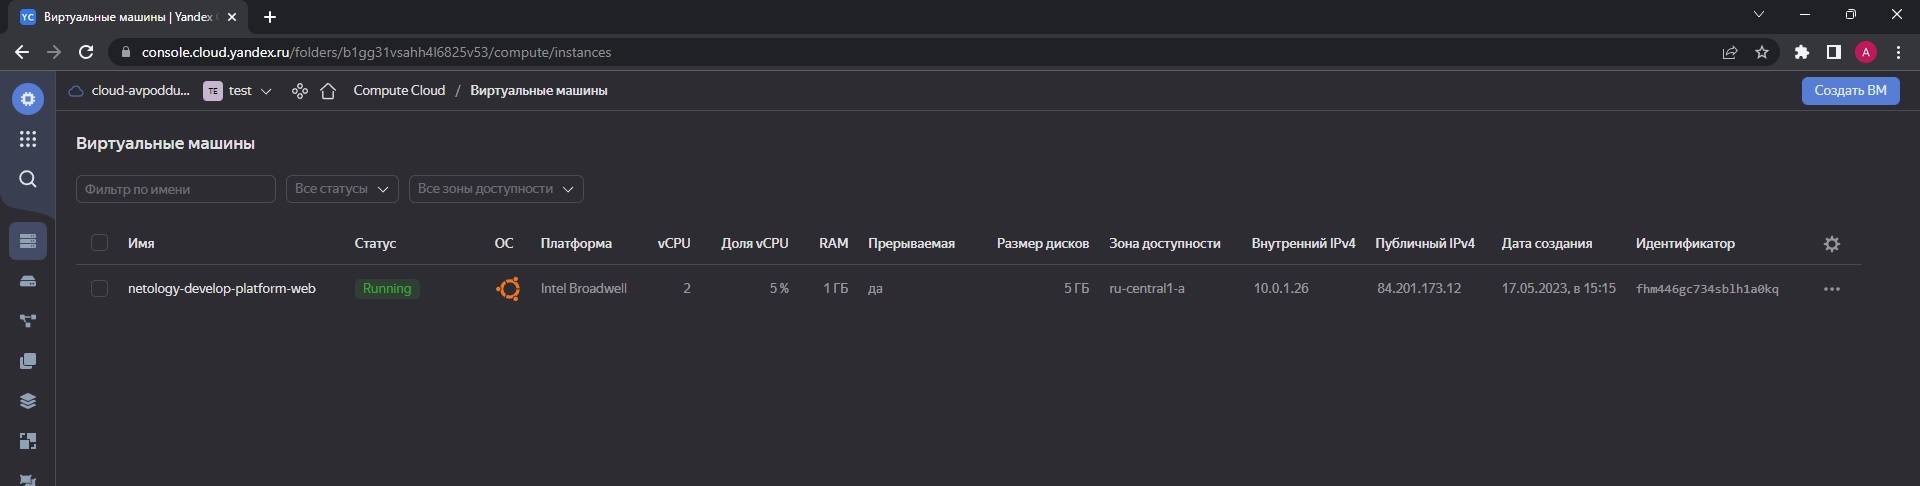 YC Виртуальные машины | Yandex
console.cloud.yandex.ru/folders/b1gg31vsahh4l6825v53/compute/instances
A
cloud-avpoddu... TE test Compute Cloud / Виртуальные машины Создать ВМ
Виртуальные машины
Фильтр по имени Все статусы Все зоны доступности
Имя Статус ОС Платформа vCPU Доля vCPU RAM Прерываемая Размер дисков Зона доступности Внутренний IPv4 Публичный IPv4 Дата создания Идентификатор
netology-develop-platform-web Running Intel Broadwell 2 5 % 1 ГБ да 5 ГБ ru-central1-a 10.0.1.26 84.201.173.12 17.05.2023, в 15:15 fhm446gc734sblh1a0kq